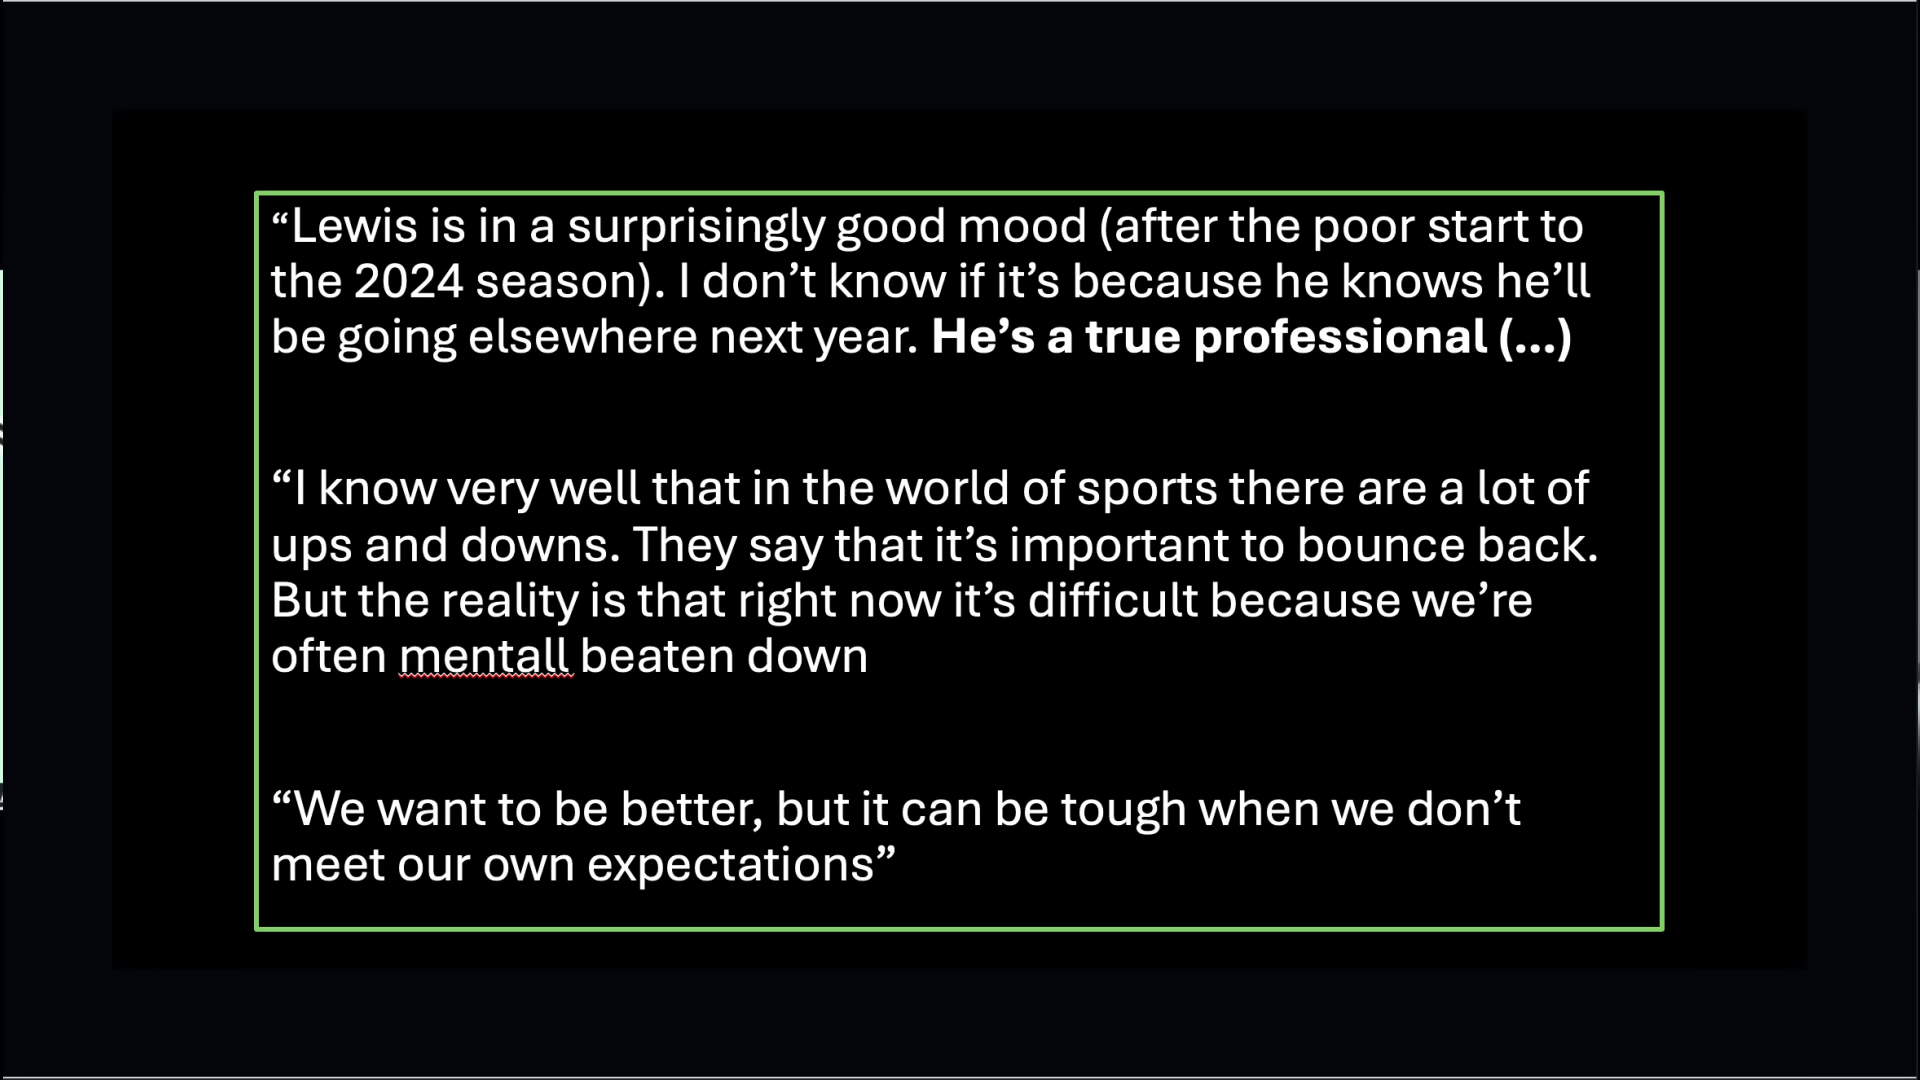 “Lewis is in a surprisingly good mood (after the poor start to
the 2024 season). I don’t know if it’s because he knows he’ll
be going elsewhere next year. He’s a true professional (...)
“I know very well that in the world of sports there are a lot of
ups and downs. They say that it’s important to bounce back.
But the reality is that right now it’s difficult because we’re
often mentall beaten down
“We want to be better, but it can be tough when we don’t
meet our own expectations”